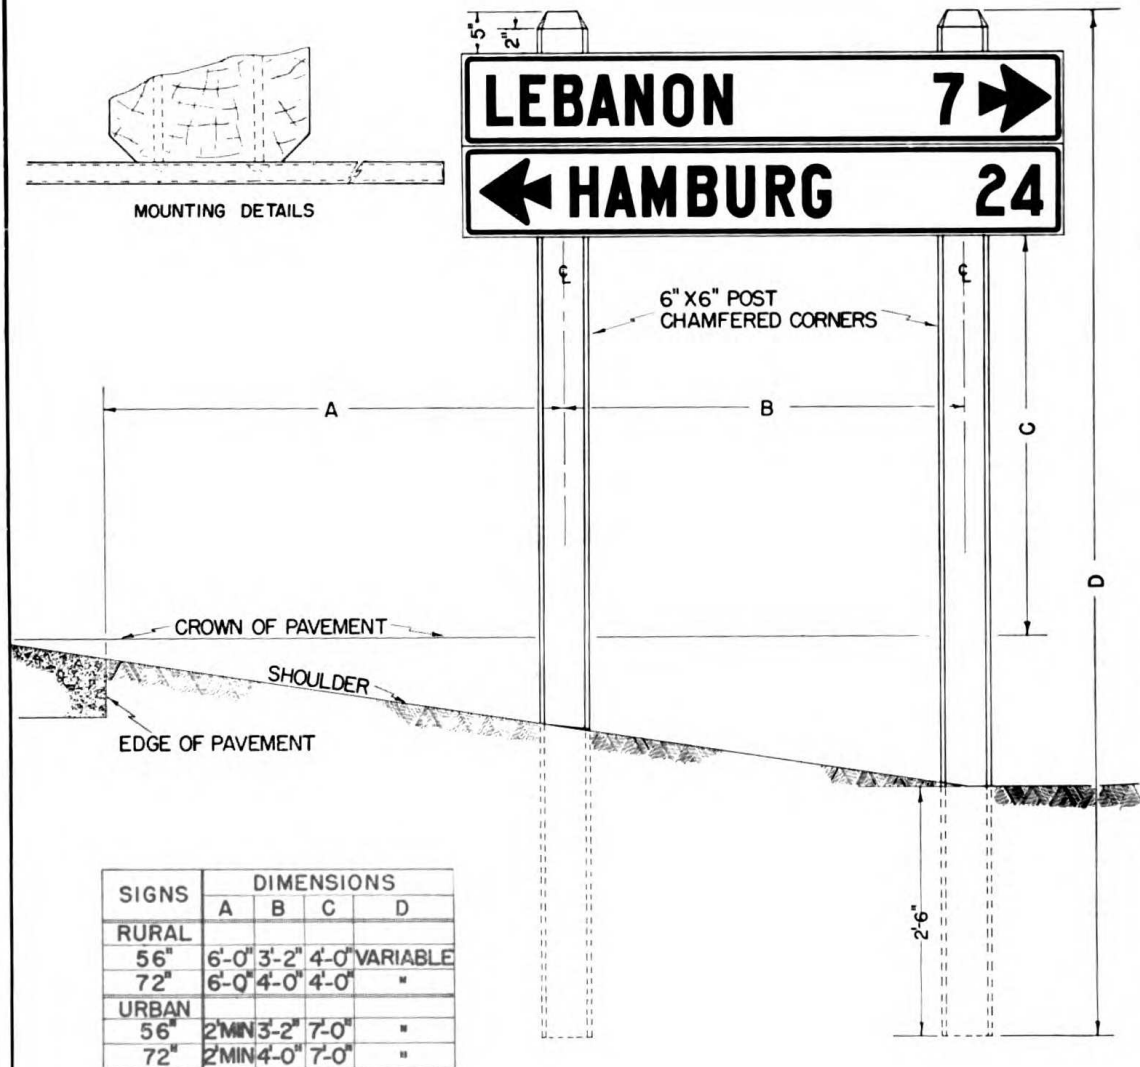 5"
2"
LEBANON 7
HAMBURG 24
MOUNTING DETAILS
℄
℄
6" X6" POST
CHAMFERED CORNERS
A
B
C
D
CROWN OF PAVEMENT
SHOULDER
EDGE OF PAVEMENT
2'-6"
SIGNS DIMENSIONS
A B C D
RURAL
56" 6'-0" 3'-2" 4'-0" VARIABLE
72" 6'-0" 4'-0" 4'-0" "
URBAN
56" 2'MIN 3'-2" 7'-0" "
72" 2'MIN 4'-0" 7'-0" "